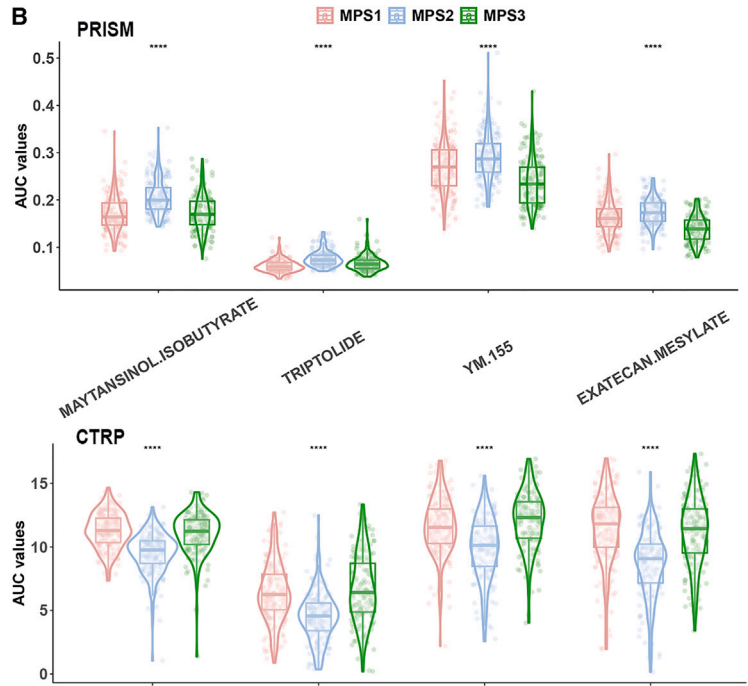 B
MPS1 MPS2 MPS3
PRISM
**** **** **** ****
0.5
0.4
0.3
0.2
0.1
AUC values
MAYTANSINOL.ISOBUTYRATE
TRIPTOLIDE
YM.155
EXATECAN.MESYLATE
CTRP
**** **** **** ****
15
10
5
0
AUC values